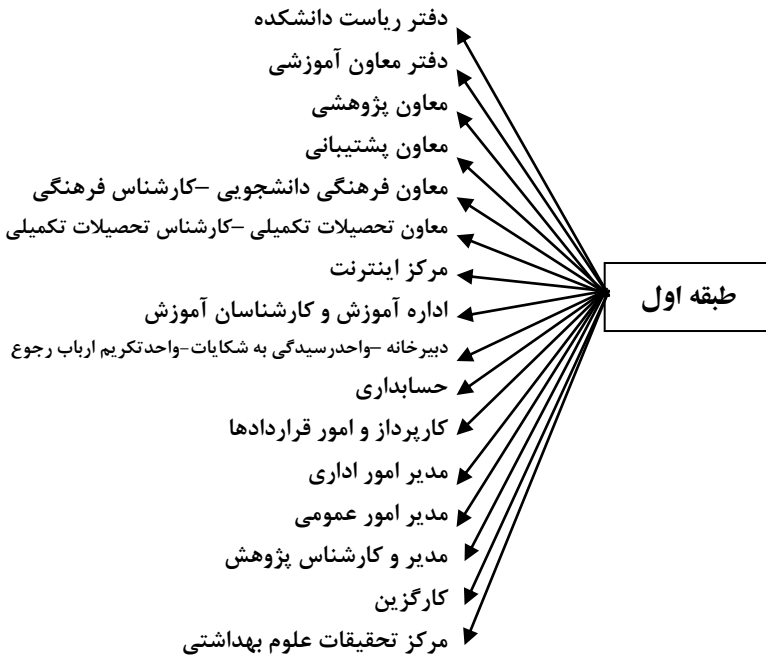 دفتر ریاست دانشکده
دفتر معاون آموزشی
معاون پژوهشی
معاون پشتیبانی
معاون فرهنگی دانشجویی –کارشناس فرهنگی
معاون تحصیلات تکمیلی –کارشناس تحصیلات تکمیلی
مرکز اینترنت
طبقه اول
اداره آموزش و کارشناسان آموزش
دبیرخانه –واحدرسیدگی به شکایات-واحدتکریم ارباب رجوع
حسابداری
کارپرداز و امور قراردادها
مدیر امور اداری
مدیر امور عمومی
مدیر و کارشناس پژوهش
کارگزین
مرکز تحقیقات علوم بهداشتی